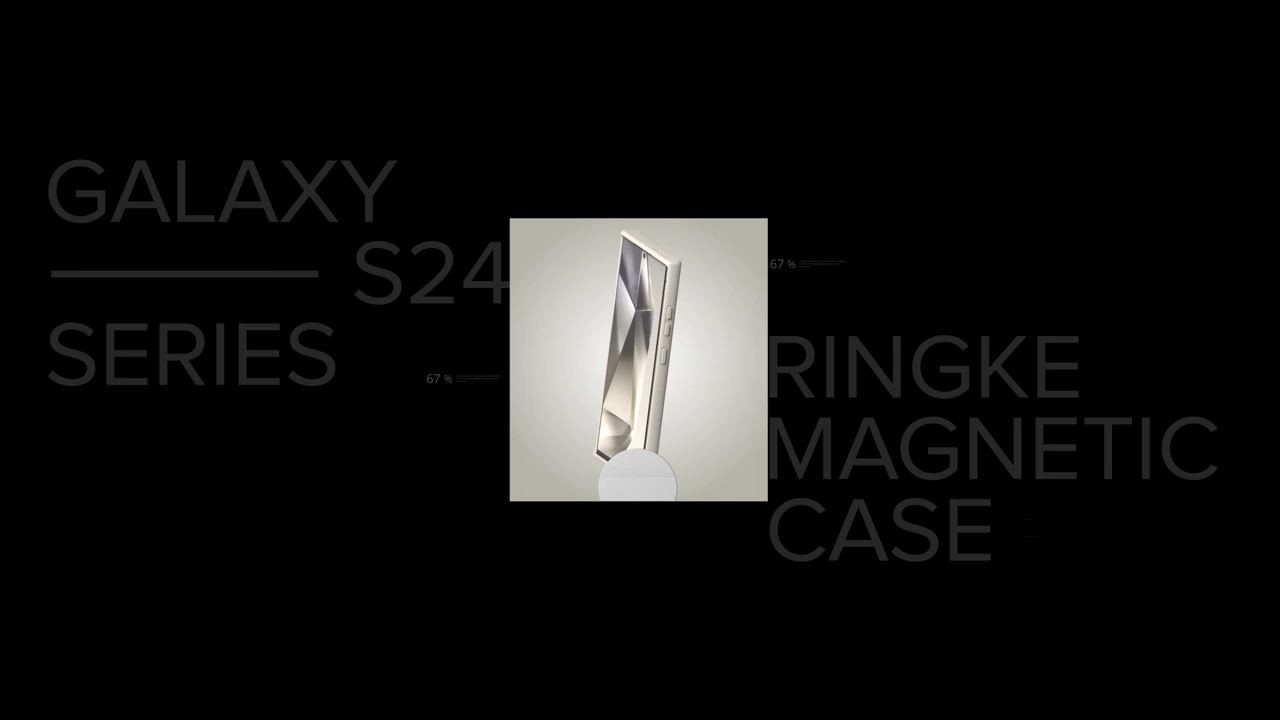 GALAXY
S24
SERIES
67 %
67 %
RINGKE
MAGNETIC
CASE